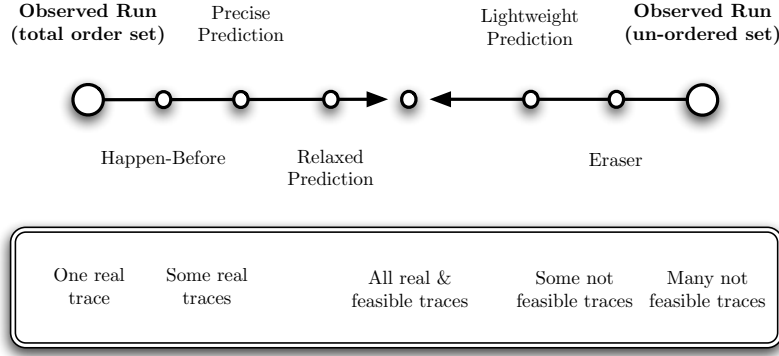 Observed Run
(total order set)
Precise
Prediction
Lightweight
Prediction
Observed Run
(un-ordered set)
Happen-Before
Relaxed
Prediction
Eraser
One real
trace
Some real
traces
All real &
feasible traces
Some not
feasible traces
Many not
feasible traces